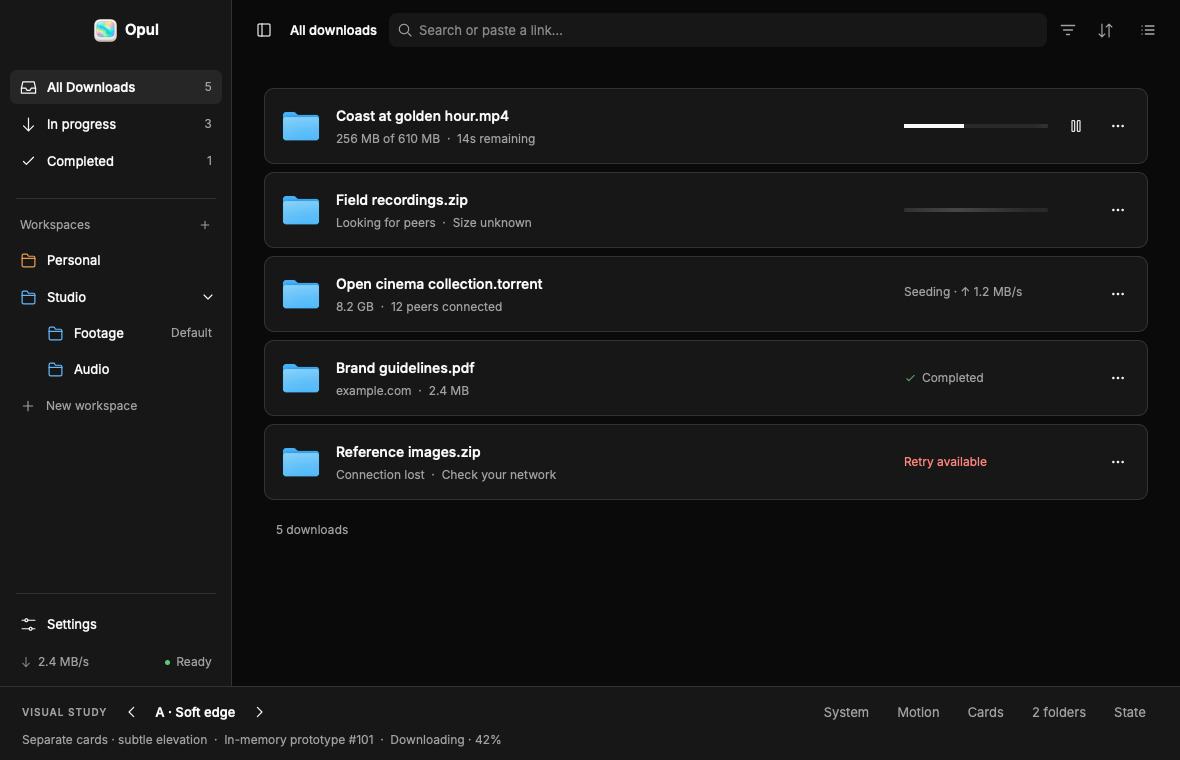 Opul
All Downloads 5
In progress 3
Completed 1
Workspaces
Personal
Studio
Footage Default
Audio
New workspace
Settings
2.4 MB/s Ready
All downloads
Search or paste a link...
Coast at golden hour.mp4
256 MB of 610 MB · 14s remaining
Field recordings.zip
Looking for peers · Size unknown
Open cinema collection.torrent
8.2 GB · 12 peers connected
Seeding · ↑ 1.2 MB/s
Brand guidelines.pdf
example.com · 2.4 MB
Completed
Reference images.zip
Connection lost · Check your network
Retry available
5 downloads
VISUAL STUDY A · Soft edge
System Motion Cards 2 folders State
Separate cards · subtle elevation · In-memory prototype #101 · Downloading · 42%